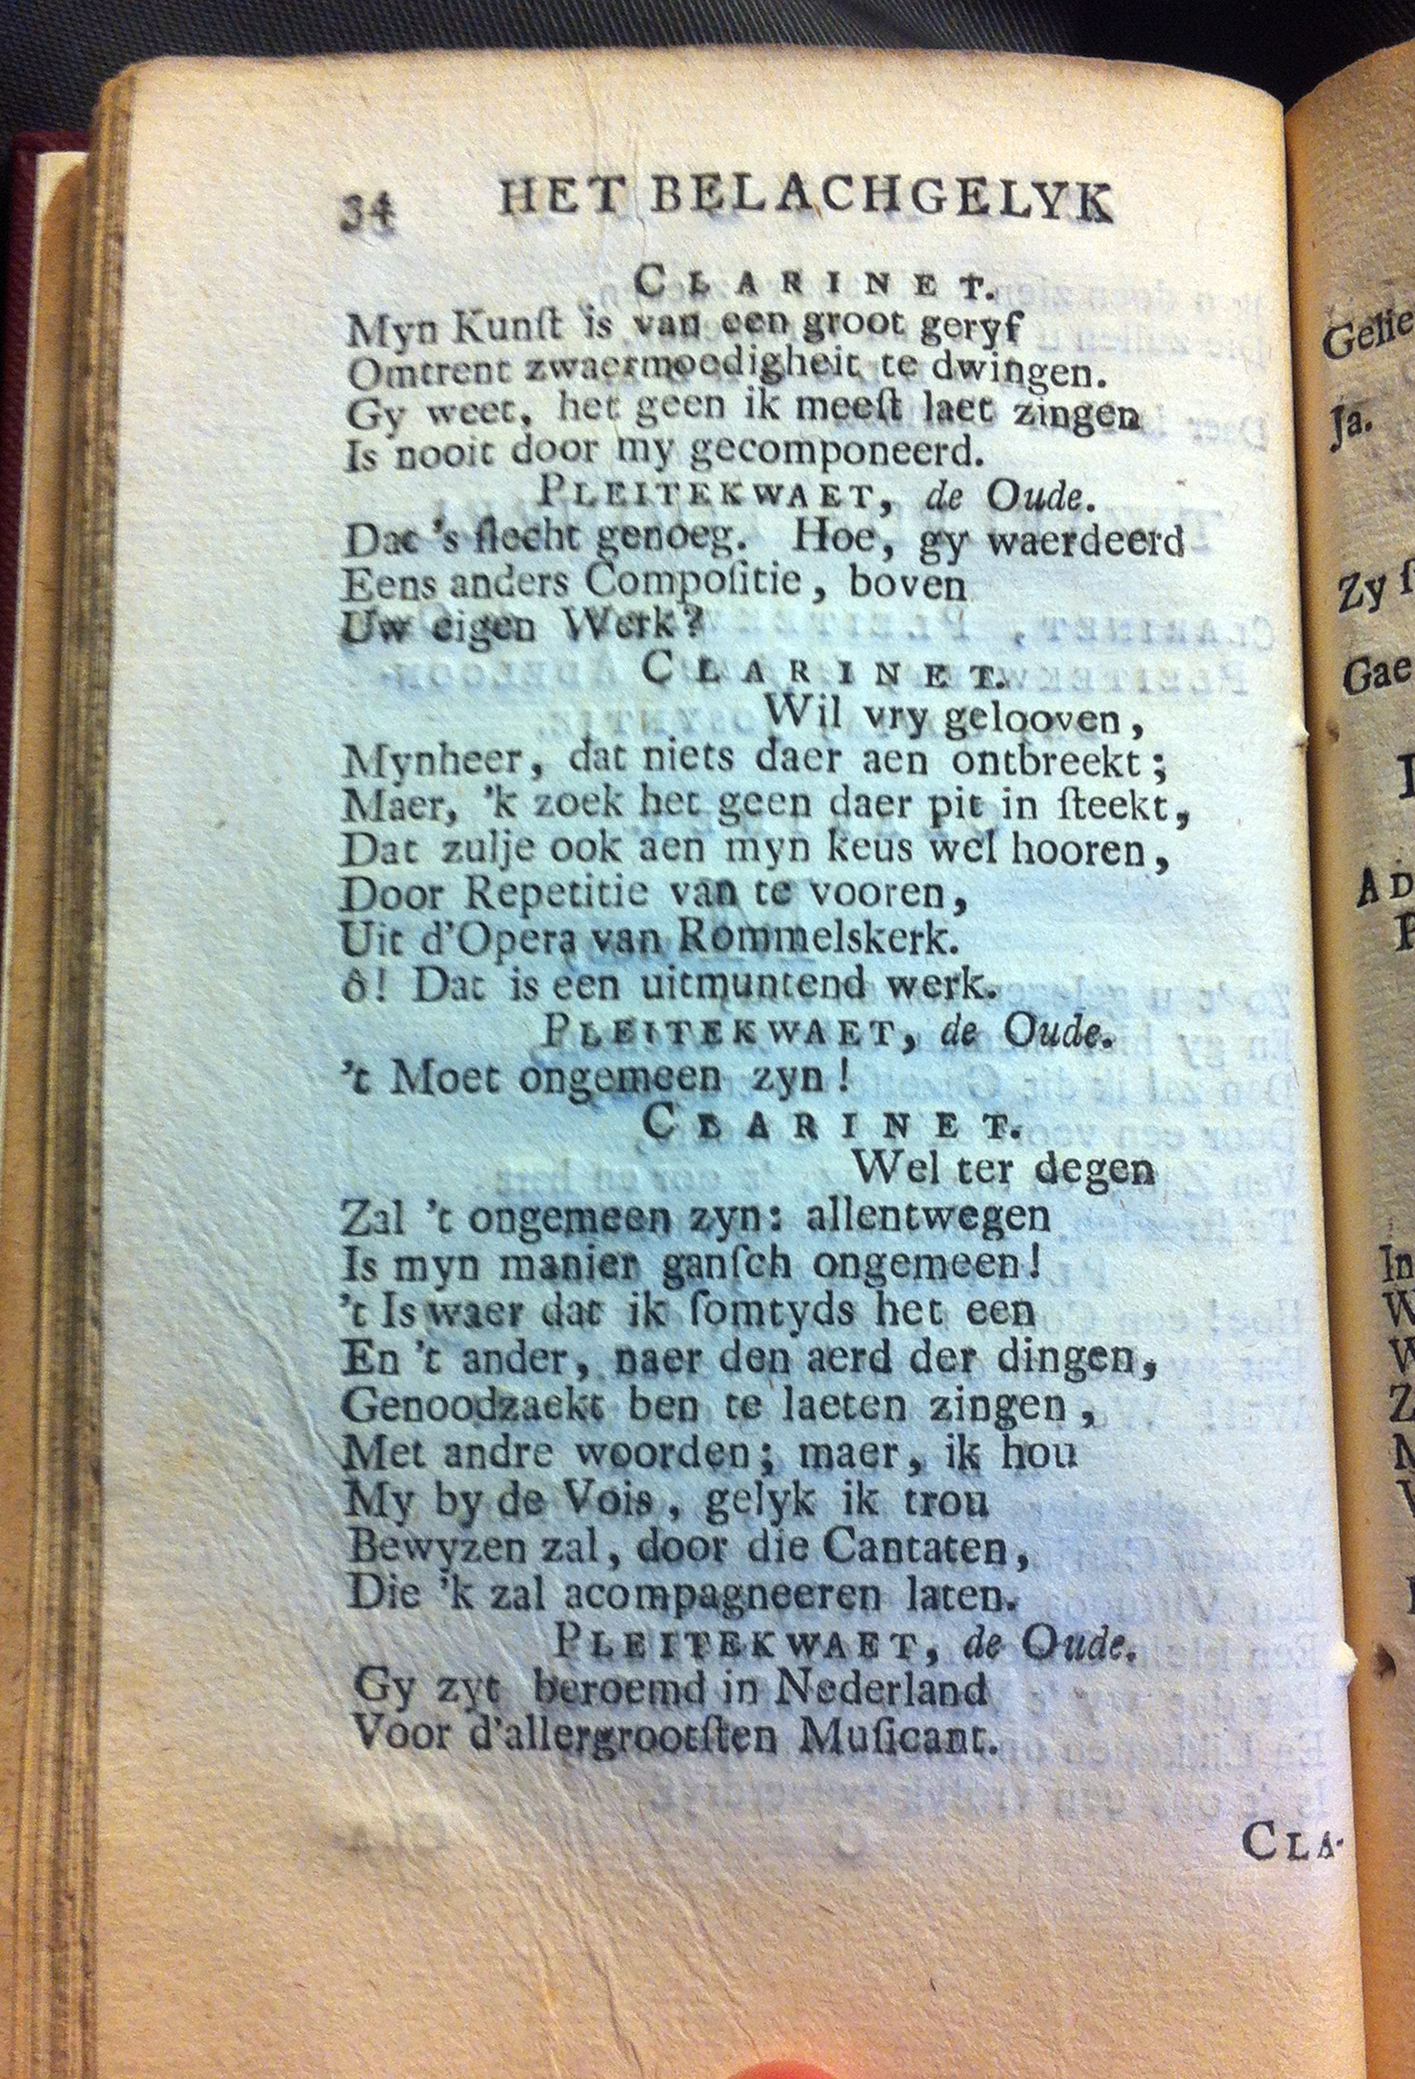 34 HET BELACHGELYK
CLARINET.
Myn Kunſt is van een groot geryf
Omtrent zwaermoedigheit te dwingen.
Gy weet, het geen ik meeſt laet zingen
Is nooit door my gecomponeerd.
PLEITEKWAET, de Oude.
Dat 's ſlecht genoeg. Hoe, gy waerdeerd
Eens anders Compoſitie, boven
Uw eigen Werk?
CLARINET.
Wil vry gelooven,
Mynheer, dat niets daer aen ontbreekt;
Maer, 'k zoek het geen daer pit in ſteekt,
Dat zulje ook aen myn keus wel hooren,
Door Repetitie van te vooren,
Uit d'Opera van Rommelskerk.
ô! Dat is een uitmuntend werk.
PLEITEKWAET, de Oude.
't Moet ongemeen zyn!
CLARINET.
Wel ter degen
Zal 't ongemeen zyn: allentwegen
Is myn manier ganſch ongemeen!
't Is waer dat ik ſomtyds het een
En 't ander, naer den aerd der dingen,
Genoodzaekt ben te laeten zingen,
Met andre woorden; maer, ik hou
My by de Vois, gelyk ik trou
Bewyzen zal, door die Cantaten,
Die 'k zal acompagneeren laten.
PLEITEKWAET, de Oude.
Gy zyt beroemd in Nederland
Voor d'allergrootſten Muſicant.
CLA-
Gelie
Ja.
Zy ſ
Gae
AD
In